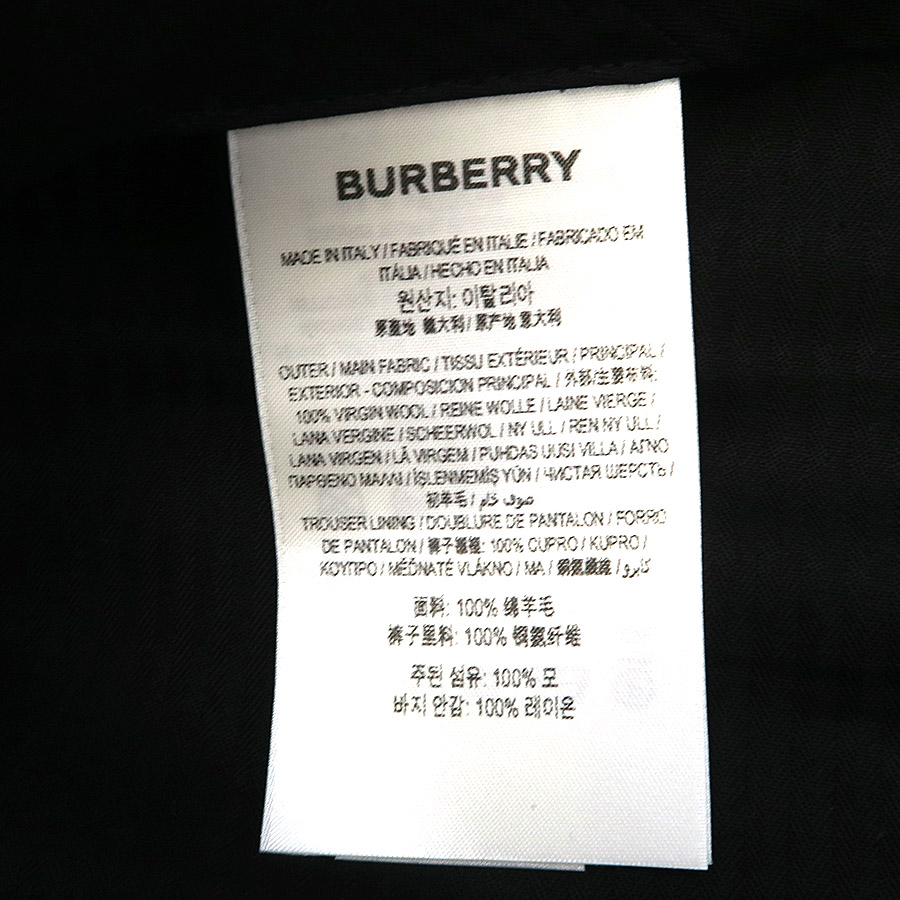 BURBERRY
MADE IN ITALY / FABRIQUÉ EN ITALIE / FABRICADO EM
ITÁLIA / HECHO EN ITALIA
원산지: 이탈리아
原産地 義大利 / 原产地 意大利
OUTER / MAIN FABRIC / TISSU EXTÉRIEUR / PRINCIPAL /
EXTERIOR - COMPOSICION PRINCIPAL / 外部/主要布料:
100% VIRGIN WOOL / REINE WOLLE / LAINE VIERGE /
LANA VERGINE / SCHEERWOL / NY ULL / REN NY ULL /
LANA VIRGEN / LÃ VIRGEM / PUHDAS UUSI VILLA / ΑΓΝΟ
ΠΑΡΘΕΝΟ ΜΑΛΛΙ / İŞLENMEMİŞ YÜN / ЧИСТАЯ ШЕРСТЬ /
初羊毛 / صوف خام
TROUSER LINING / DOUBLURE DE PANTALON / FORRO
DE PANTALON / 褲子襯裡: 100% CUPRO / KUPRO /
ΚΟΥΠΡΟ / MĚĎNATÉ VLÁKNO / MA / 銅氨纖維 / كابرو
面料: 100% 绵羊毛
裤子里料: 100% 铜氨纤维
주된 섬유: 100% 모
바지 안감: 100% 레이온